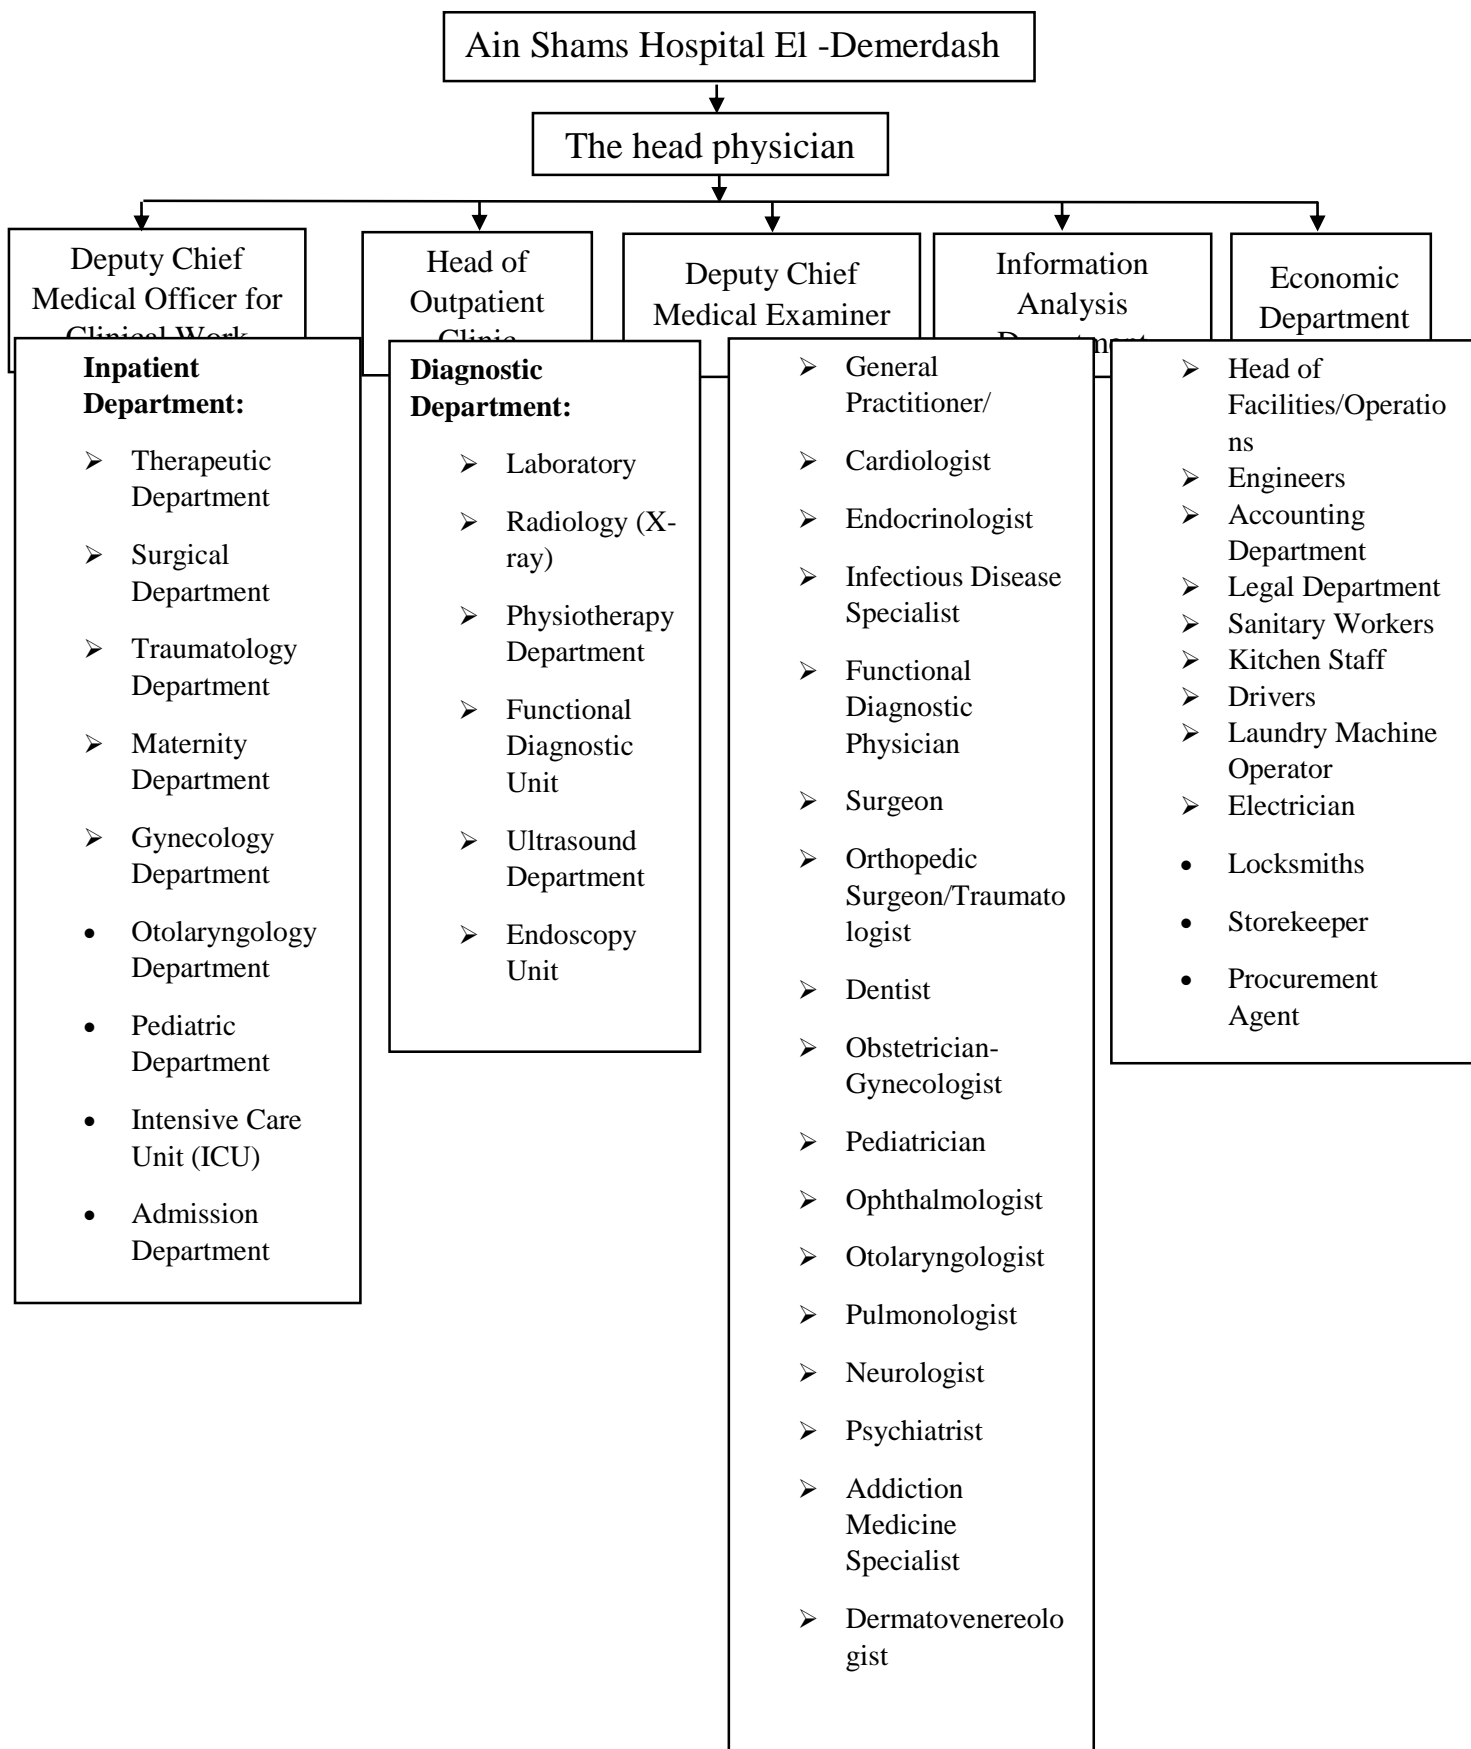 Ain Shams Hospital El -Demerdash
The head physician
Deputy Chief
Medical Officer for
Clinical Work
Head of
Outpatient
Clinic
Deputy Chief
Medical Examiner
Information
Analysis
Economic
Department
Inpatient
Department:
Therapeutic
Department
Surgical
Department
Traumatology
Department
Maternity
Department
Gynecology
Department
Otolaryngology
Department
Pediatric
Department
Intensive Care
Unit (ICU)
Admission
Department
Diagnostic
Department:
Laboratory
Radiology (X-
ray)
Physiotherapy
Department
Functional
Diagnostic
Unit
Ultrasound
Department
Endoscopy
Unit
General
Practitioner/
Cardiologist
Endocrinologist
Infectious Disease
Specialist
Functional
Diagnostic
Physician
Surgeon
Orthopedic
Surgeon/Traumato
logist
Dentist
Obstetrician-
Gynecologist
Pediatrician
Ophthalmologist
Otolaryngologist
Pulmonologist
Neurologist
Psychiatrist
Addiction
Medicine
Specialist
Dermatovenereolo
gist
Head of
Facilities/Operatio
ns
Engineers
Accounting
Department
Legal Department
Sanitary Workers
Kitchen Staff
Drivers
Laundry Machine
Operator
Electrician
Locksmiths
Storekeeper
Procurement
Agent